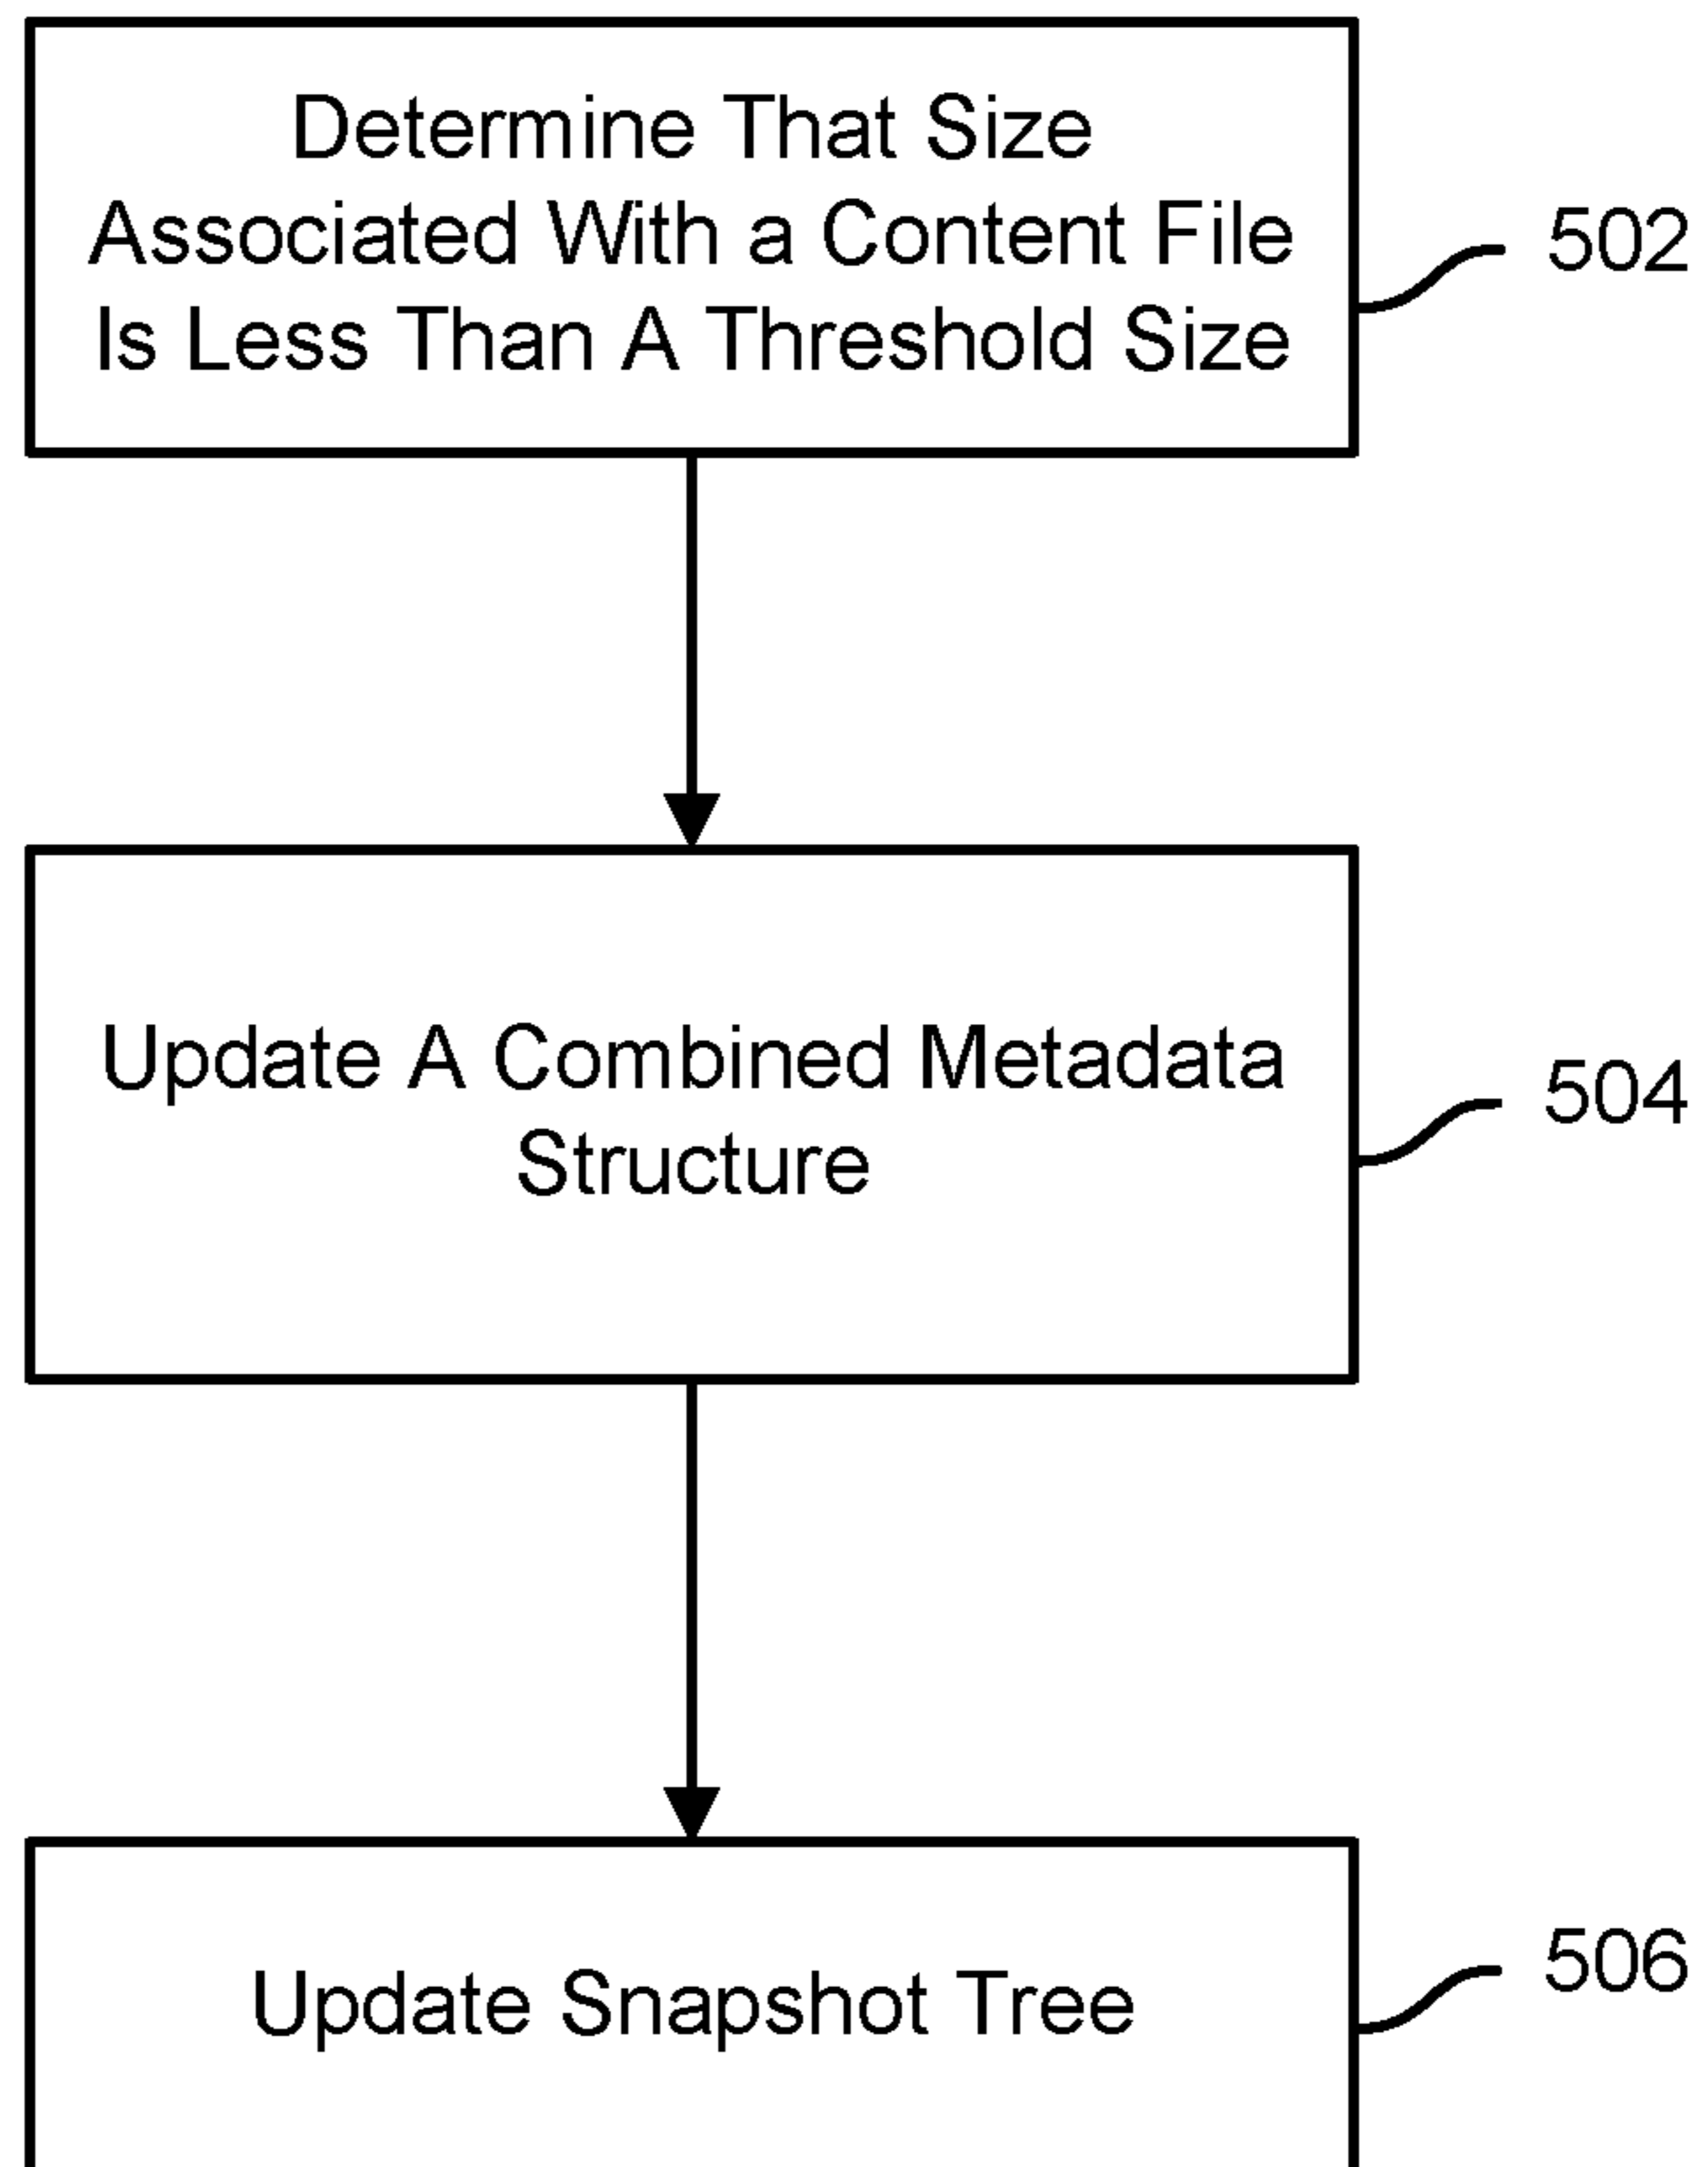 Determine That Size
Associated With a Content File
Is Less Than A Threshold Size
502
Update A Combined Metadata
Structure
504
Update Snapshot Tree
506